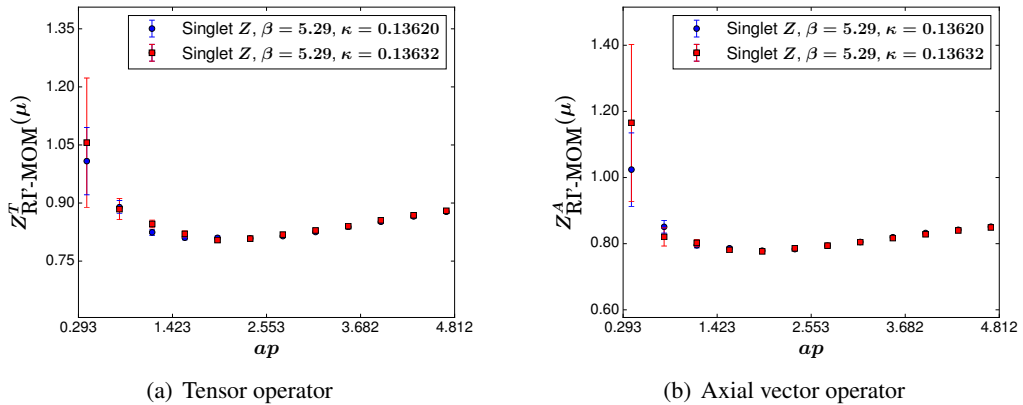 1.35
1.20
1.05
0.90
0.75
Z^T_RI'-MOM(μ)
Singlet Z, β = 5.29, κ = 0.13620
Singlet Z, β = 5.29, κ = 0.13632
0.293 1.423 2.553 3.682 4.812
ap
(a) Tensor operator
1.40
1.20
1.00
0.80
0.60
Z^A_RI'-MOM(μ)
Singlet Z, β = 5.29, κ = 0.13620
Singlet Z, β = 5.29, κ = 0.13632
0.293 1.423 2.553 3.682 4.812
ap
(b) Axial vector operator